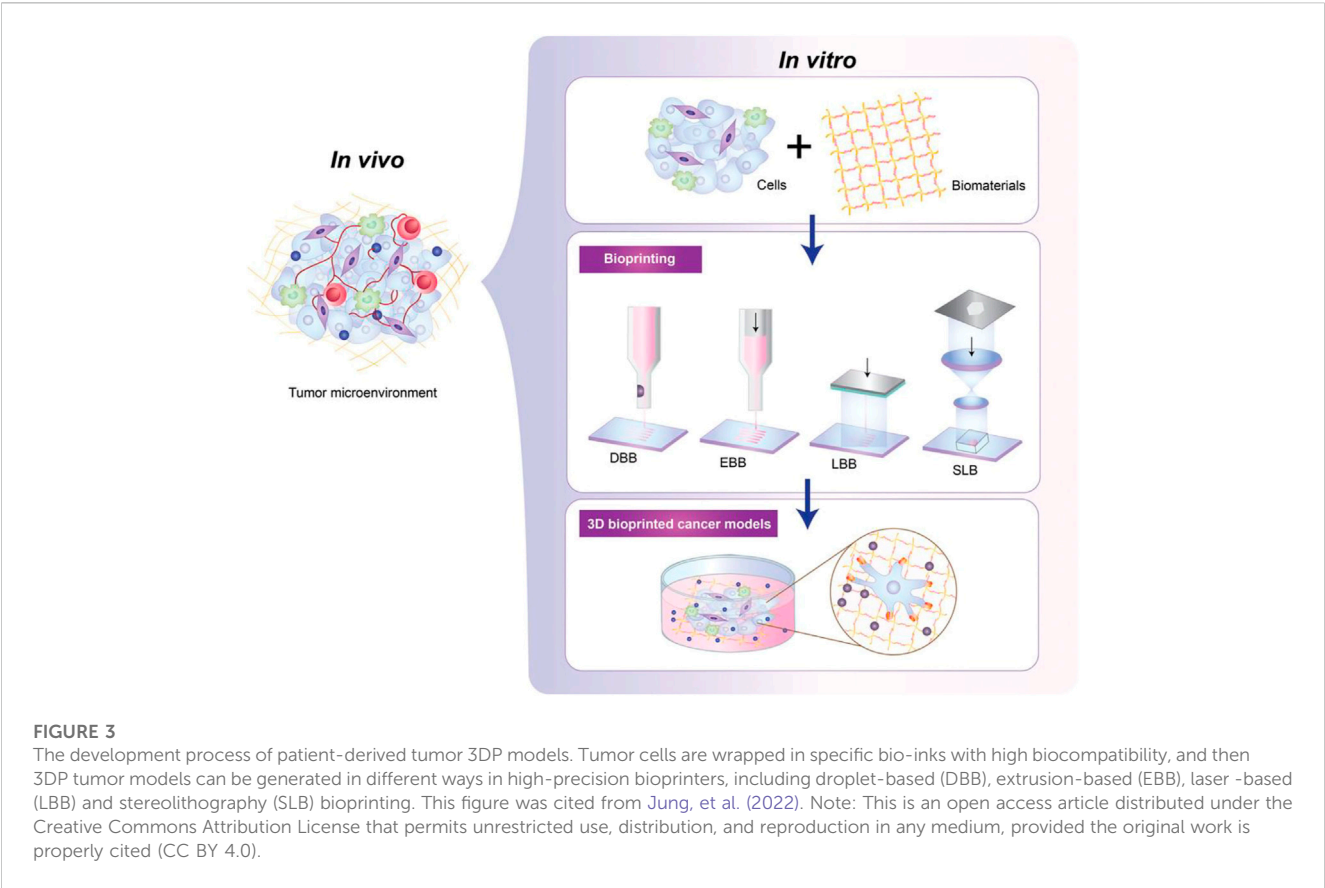 In vitro
Cells
Biomaterials
In vivo
Tumor microenvironment
Bioprinting
DBB
EBB
LBB
SLB
3D bioprinted cancer models
FIGURE 3
The development process of patient-derived tumor 3DP models. Tumor cells are wrapped in specific bio-inks with high biocompatibility, and then
3DP tumor models can be generated in different ways in high-precision bioprinters, including droplet-based (DBB), extrusion-based (EBB), laser -based
(LBB) and stereolithography (SLB) bioprinting. This figure was cited from Jung, et al. (2022). Note: This is an open access article distributed under the
Creative Commons Attribution License that permits unrestricted use, distribution, and reproduction in any medium, provided the original work is
properly cited (CC BY 4.0).